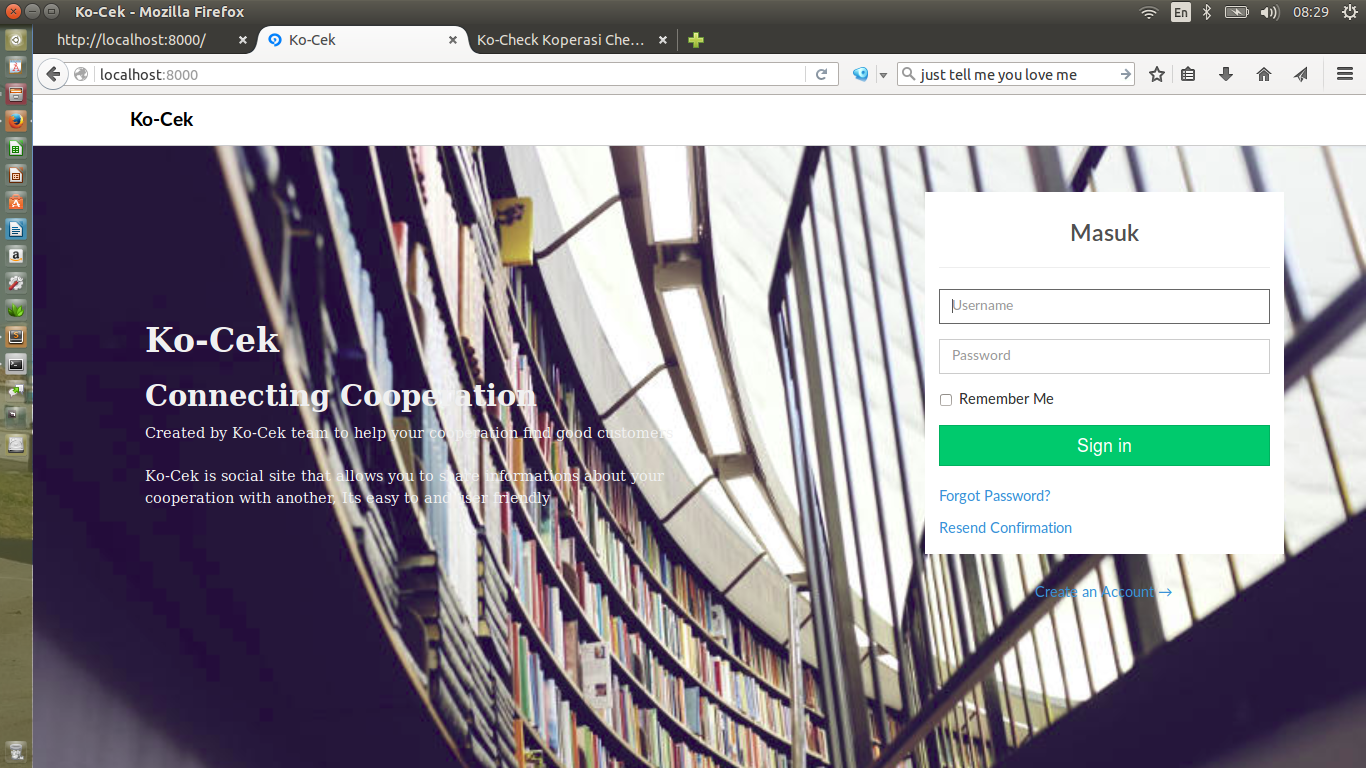 Ko-Cek - Mozilla Firefox
En
08:29
http://localhost:8000/
Ko-Cek
Ko-Check Koperasi Che...
localhost:8000
just tell me you love me
Ko-Cek
Ko-Cek
Connecting Cooperation
Created by Ko-Cek team to help your cooperation find good customers
Ko-Cek is social site that allows you to share informations about your
cooperation with another, Its easy to and user friendly
Masuk
Username
Password
Remember Me
Sign in
Forgot Password?
Resend Confirmation
Create an Account →